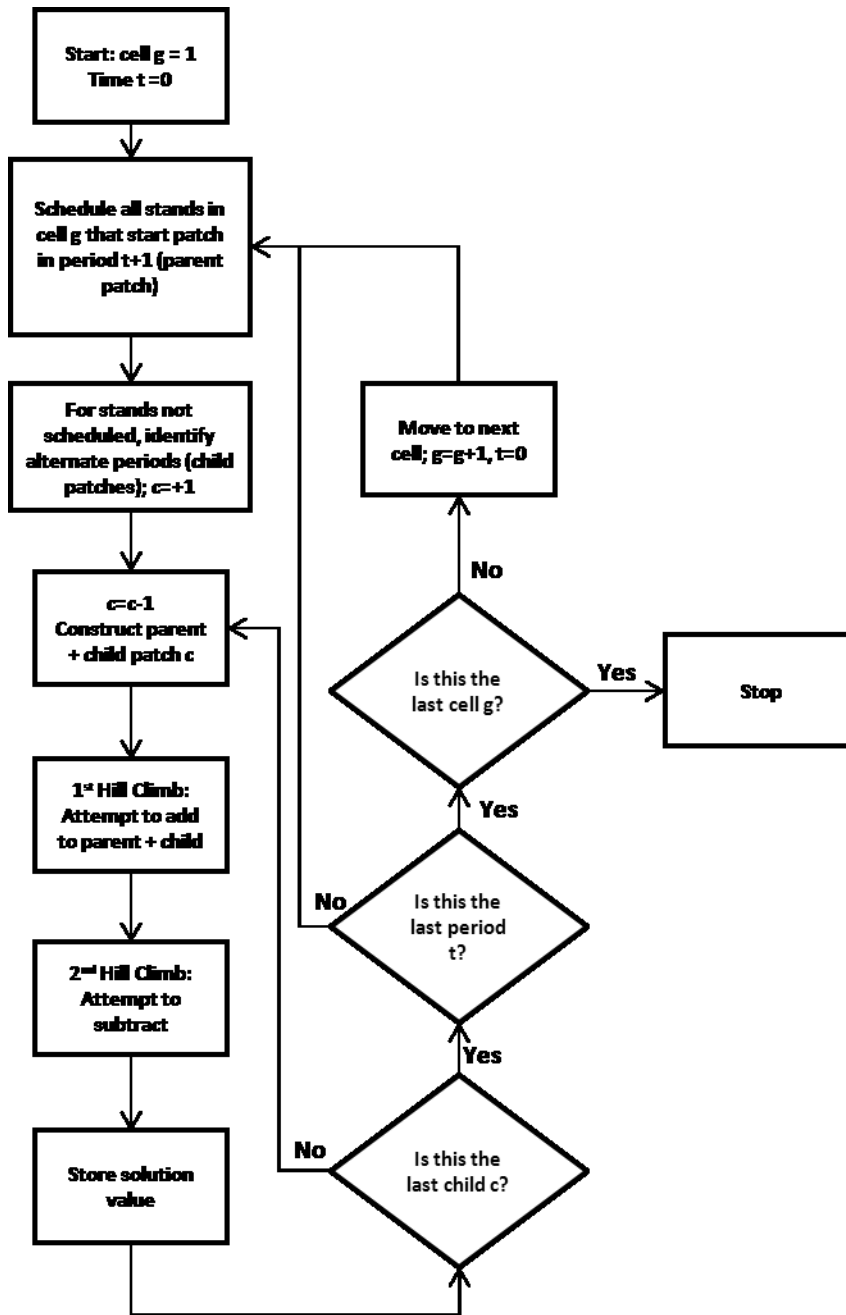 Start: cell g = 1
Time t =0
Schedule all stands in
cell g that start patch
in period t+1 (parent
patch)
For stands not
scheduled, identify
alternate periods (child
patches); c=+1
c=c-1
Construct parent
+ child patch c
1st Hill Climb:
Attempt to add
to parent + child
2nd Hill Climb:
Attempt to
subtract
Store solution
value
Is this the
last child c?
No
Yes
Is this the
last period
t?
No
Yes
Is this the
last cell g?
No
Yes
Move to next
cell; g=g+1, t=0
Stop